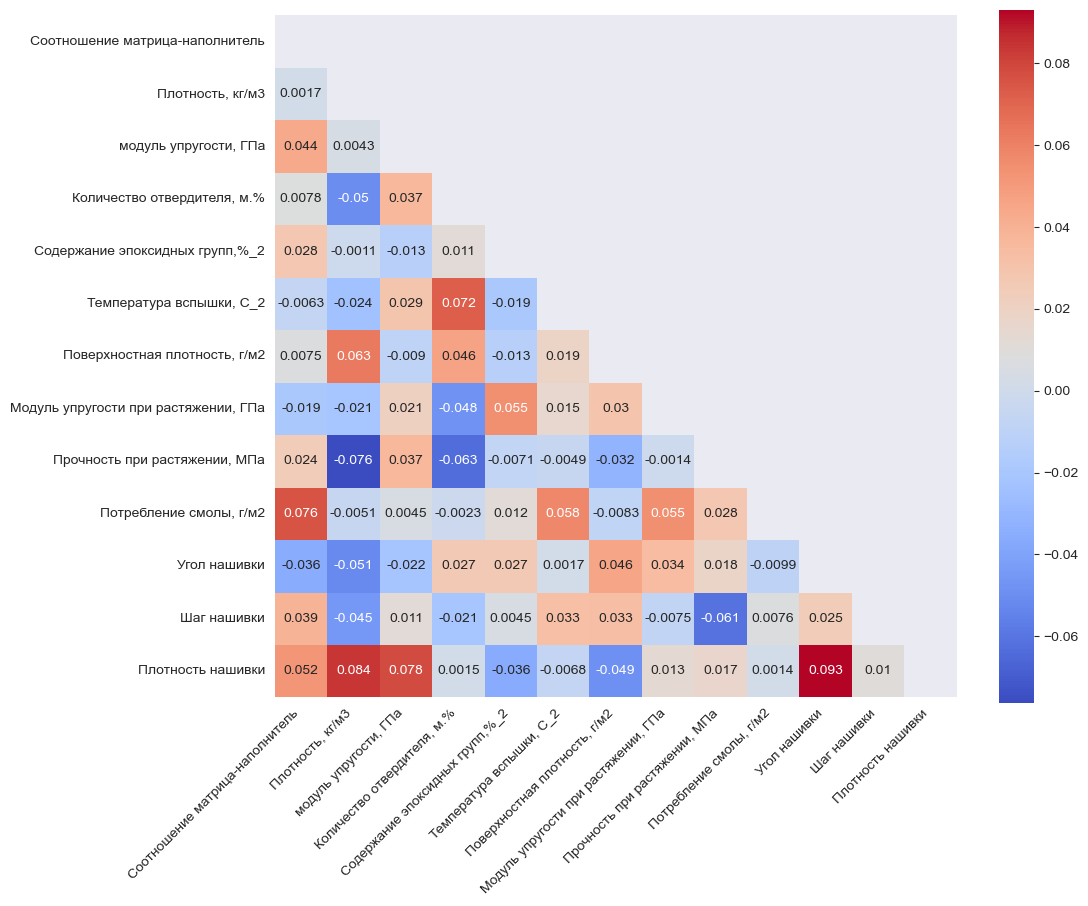 Соотношение матрица-наполнитель
Плотность, кг/м3 0.0017
модуль упругости, ГПа 0.044 0.0043
Количество отвердителя, м.% 0.0078 -0.05 0.037
Содержание эпоксидных групп,%_2 0.028 -0.0011 -0.013 0.011
Температура вспышки, С_2 -0.0063 -0.024 0.029 0.072 -0.019
Поверхностная плотность, г/м2 0.0075 0.063 -0.009 0.046 -0.013 0.019
Модуль упругости при растяжении, ГПа -0.019 -0.021 0.021 -0.048 0.055 0.015 0.03
Прочность при растяжении, МПа 0.024 -0.076 0.037 -0.063 -0.0071 -0.0049 -0.032 -0.0014
Потребление смолы, г/м2 0.076 -0.0051 0.0045 -0.0023 0.012 0.058 -0.0083 0.055 0.028
Угол нашивки -0.036 -0.051 -0.022 0.027 0.027 0.0017 0.046 0.034 0.018 -0.0099
Шаг нашивки 0.039 -0.045 0.011 -0.021 0.0045 0.033 0.033 -0.0075 -0.061 0.0076 0.025
Плотность нашивки 0.052 0.084 0.078 0.0015 -0.036 -0.0068 -0.049 0.013 0.017 0.0014 0.093 0.01
Соотношение матрица-наполнитель
Плотность, кг/м3
модуль упругости, ГПа
Количество отвердителя, м.%
Содержание эпоксидных групп,%_2
Температура вспышки, С_2
Поверхностная плотность, г/м2
Модуль упругости при растяжении, ГПа
Прочность при растяжении, МПа
Потребление смолы, г/м2
Угол нашивки
Шаг нашивки
Плотность нашивки
0.08
0.06
0.04
0.02
0.00
−0.02
−0.04
−0.06